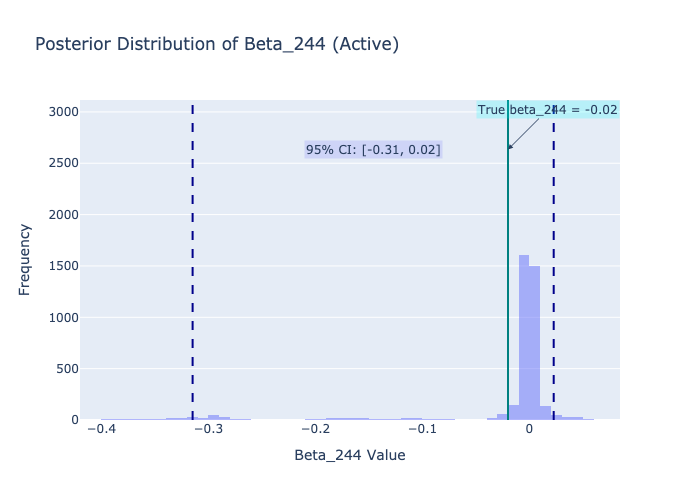 Posterior Distribution of Beta_244 (Active)
3000
True beta_244 = -0.02
95% CI: [-0.31, 0.02]
2500
2000
1500
1000
500
0
Frequency
−0.4
−0.3
−0.2
−0.1
0
Beta_244 Value